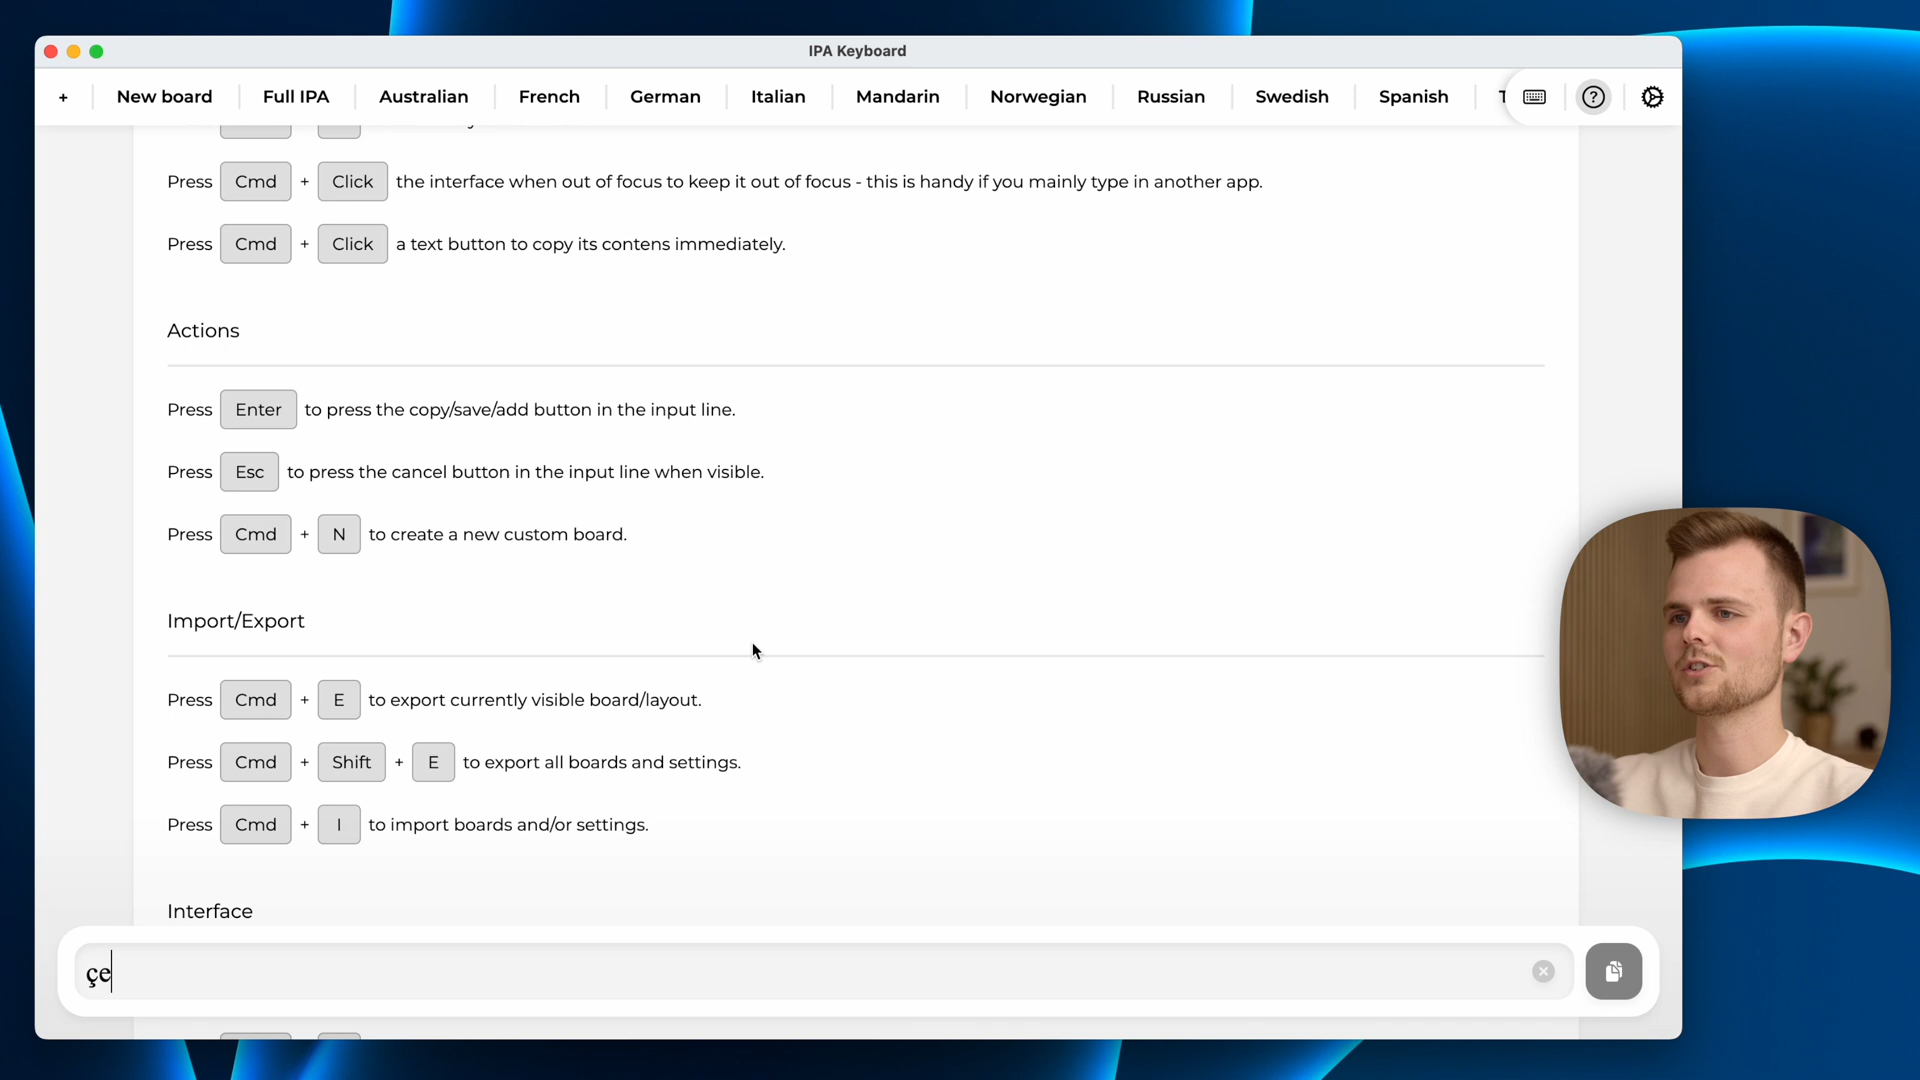 IPA Keyboard
+ New board Full IPA Australian French German Italian Mandarin Norwegian Russian Swedish Spanish
Press Cmd + Click the interface when out of focus to keep it out of focus - this is handy if you mainly type in another app.
Press Cmd + Click a text button to copy its contens immediately.
Actions
Press Enter to press the copy/save/add button in the input line.
Press Esc to press the cancel button in the input line when visible.
Press Cmd + N to create a new custom board.
Import/Export
Press Cmd + E to export currently visible board/layout.
Press Cmd + Shift + E to export all boards and settings.
Press Cmd + I to import boards and/or settings.
Interface
çe